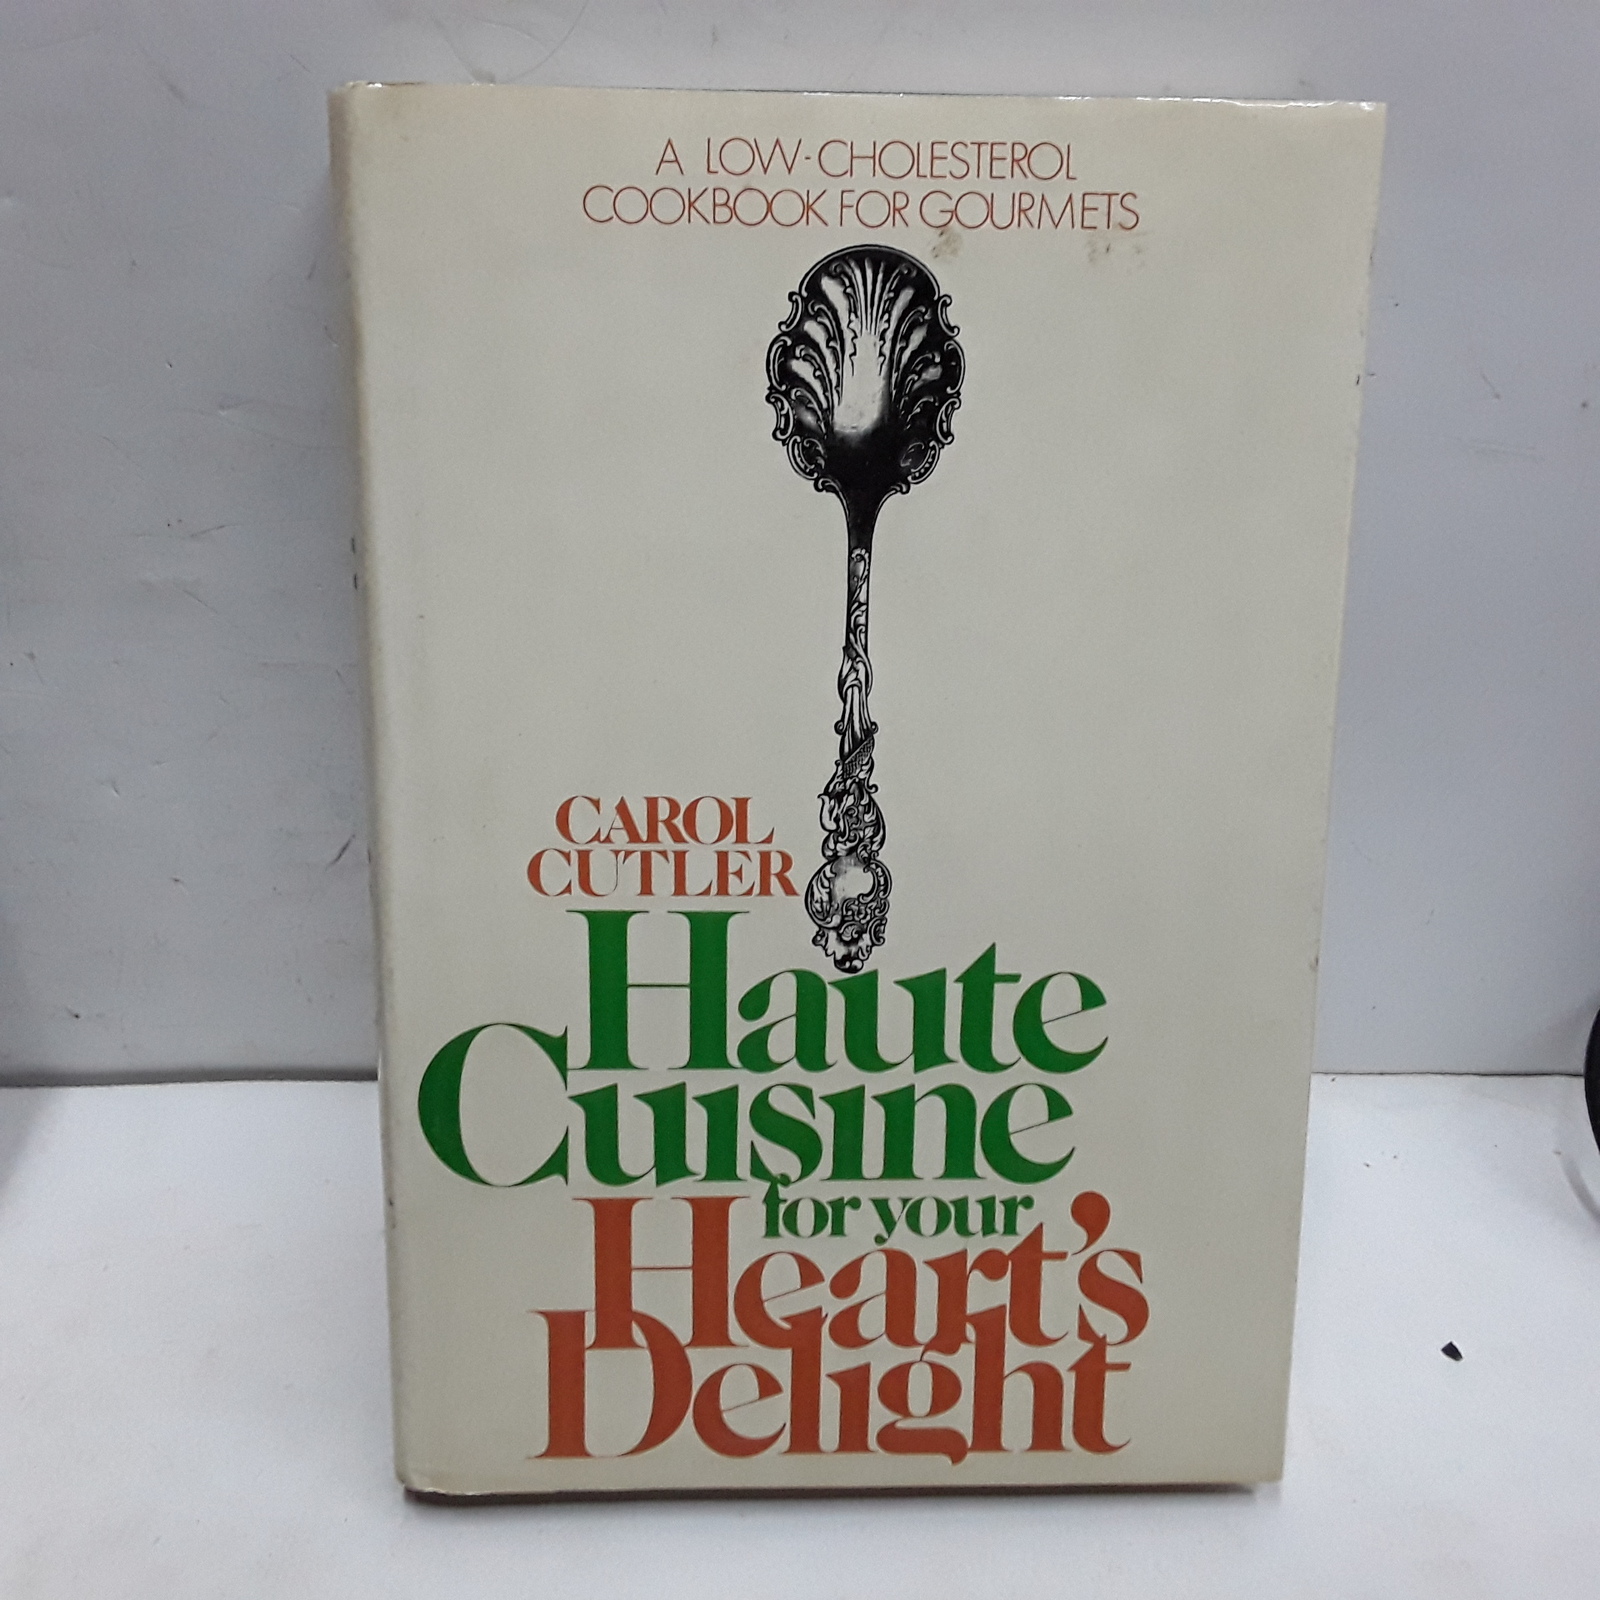 A LOW-CHOLESTEROL
COOKBOOK FOR GOURMETS
CAROL
CUTLER
Haute
Cuisine
for your
Heart's
Delight